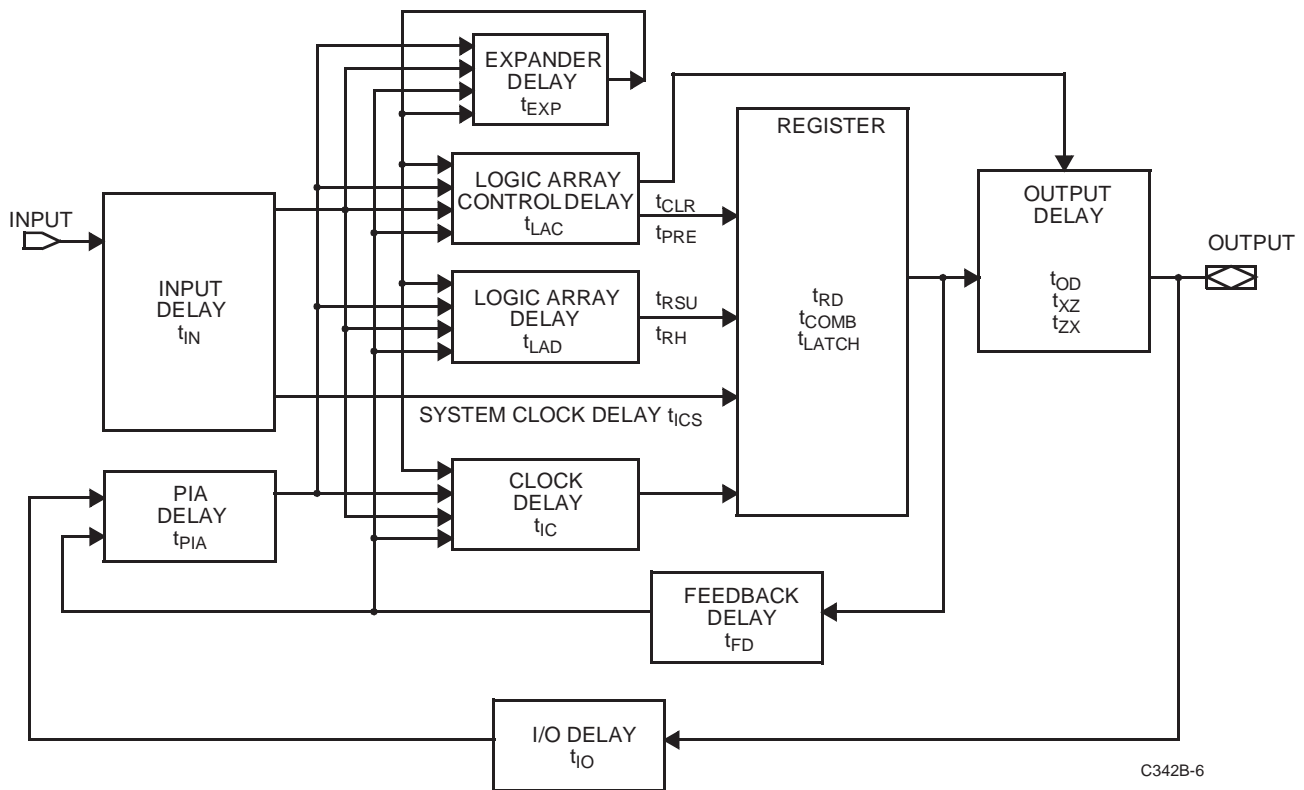 EXPANDER
DELAY
tEXP
REGISTER
LOGIC ARRAY
CONTROL DELAY
tLAC
tCLR
tPRE
OUTPUT
DELAY
tOD
tXZ
tZX
INPUT
OUTPUT
INPUT
DELAY
tIN
LOGIC ARRAY
DELAY
tLAD
tRSU
tRH
tRD
tCOMB
tLATCH
SYSTEM CLOCK DELAY tICS
PIA
DELAY
tPIA
CLOCK
DELAY
tIC
FEEDBACK
DELAY
tFD
I/O DELAY
tIO
C342B-6